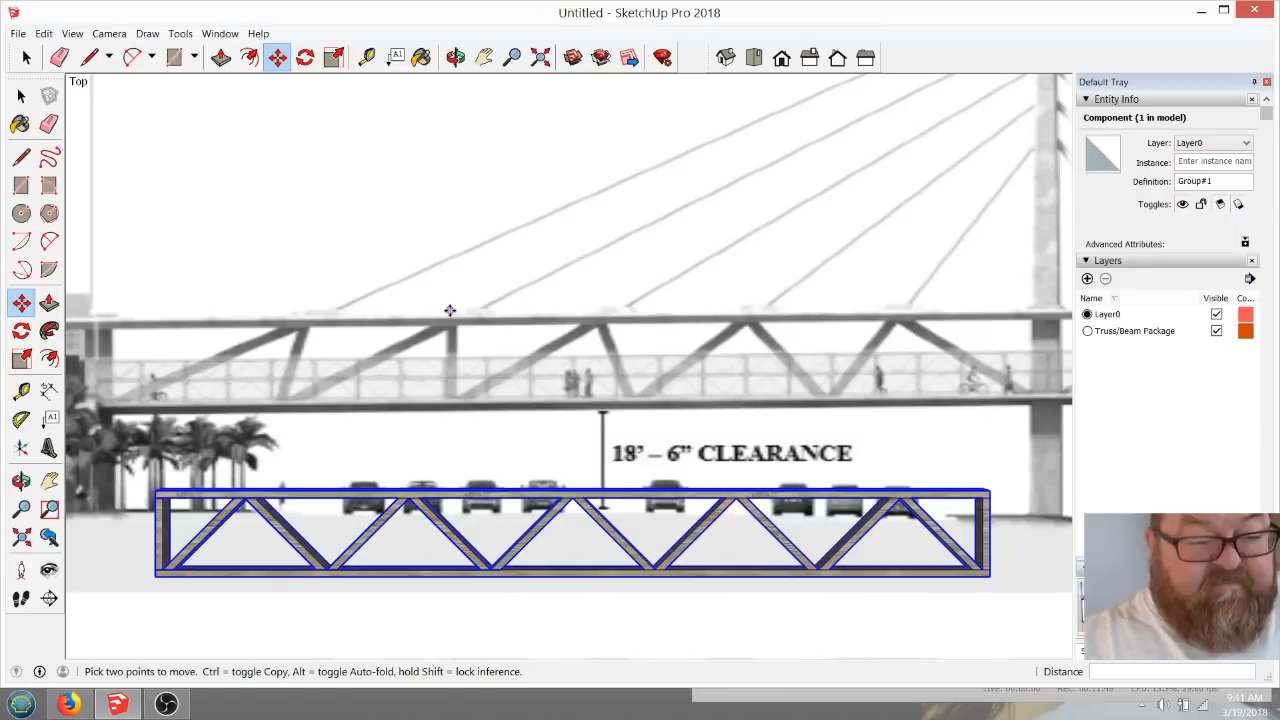 Untitled - SketchUp Pro 2018
File Edit View Camera Draw Tools Window Help
A1
Top
Default Tray
Entity Info
Component (1 in model)
Layer: Layer0
Instance: Enter instance nam
Definition: Group#1
Toggles:
Advanced Attributes:
Layers
Name Visible Co...
Layer0
Truss/Beam Package
A1
18' – 6" CLEARANCE
Pick two points to move. Ctrl = toggle Copy, Alt = toggle Auto-fold, hold Shift = lock inference.
Distance
9:41 AM
3/19/2018